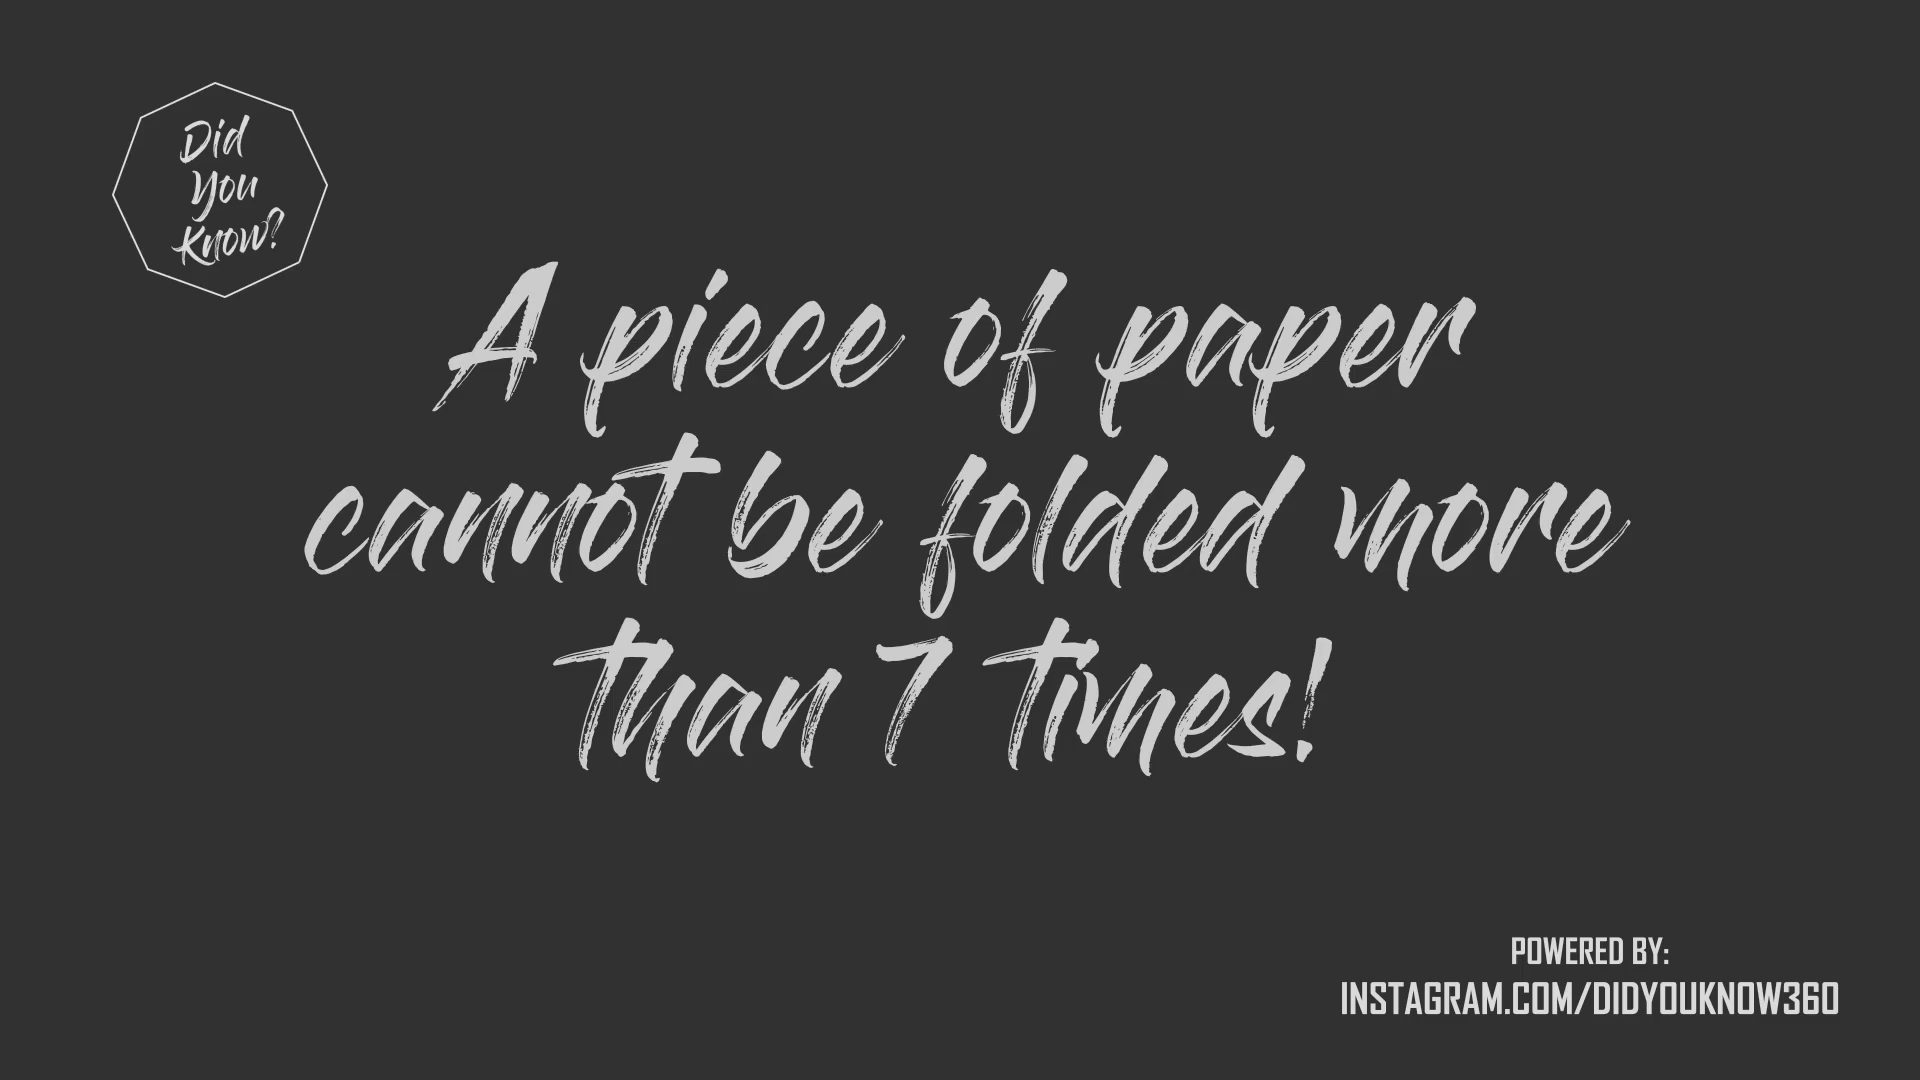 Did
You
Know?
A piece of paper
cannot be folded more
than 7 times!
POWERED BY:
INSTAGRAM.COM/DIDYOUKNOW360